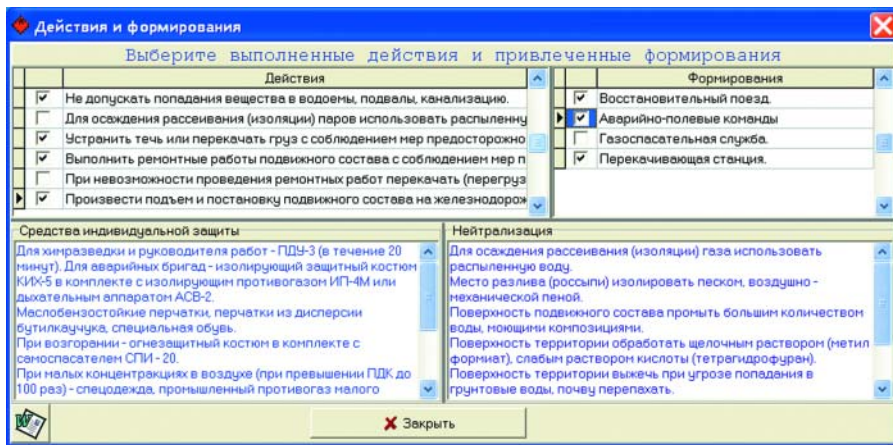 Действия и формирования
Выберите выполненные действия и привлеченные формирования
Действия
Не допускать попадания вещества в водоемы, подвалы, канализацию.
Для осаждения рассеивания (изоляции) паров использовать распыленну
Устранить течь или перекачать груз с соблюдением мер предосторожно
Выполнить ремонтные работы подвижного состава с соблюдением мер п
При невозможности проведения ремонтных работ перекачать (перегруз
Произвести подъем и постановку подвижного состава на железнодорож
Формирования
Восстановительный поезд.
Аварийно-полевые команды
Газоспасательная служба.
Перекачивающая станция.
Средства индивидуальной защиты
Для химразведки и руководителя работ - ПДУ-3 (в течение 20
минут). Для аварийных бригад - изолирующий защитный костюм
КИХ-5 в комплекте с изолирующим противогазом ИП-4М или
дыхательным аппаратом АСВ-2.
Маслобензостойкие перчатки, перчатки из дисперсии
бутилкаучука, специальная обувь.
При возгорании - огнезащитный костюм в комплекте с
самоспасателем СПИ - 20.
При малых концентрациях в воздухе (при превышении ПДК до
100 раз) - спецодежда, промышленный противогаз малого
Нейтрализация
Для осаждения рассеивания (изоляции) газа использовать
распыленную воду.
Место разлива (россыпи) изолировать песком, воздушно -
механической пеной.
Поверхность подвижного состава промыть большим количеством
воды, моющими композициями.
Поверхность территории обработать щелочным раствором (метил
формиат), слабым раствором кислоты (тетрагидрофуран).
Поверхность территории выжечь при угрозе попадания в
грунтовые воды, почву перепахать.
Закрыть